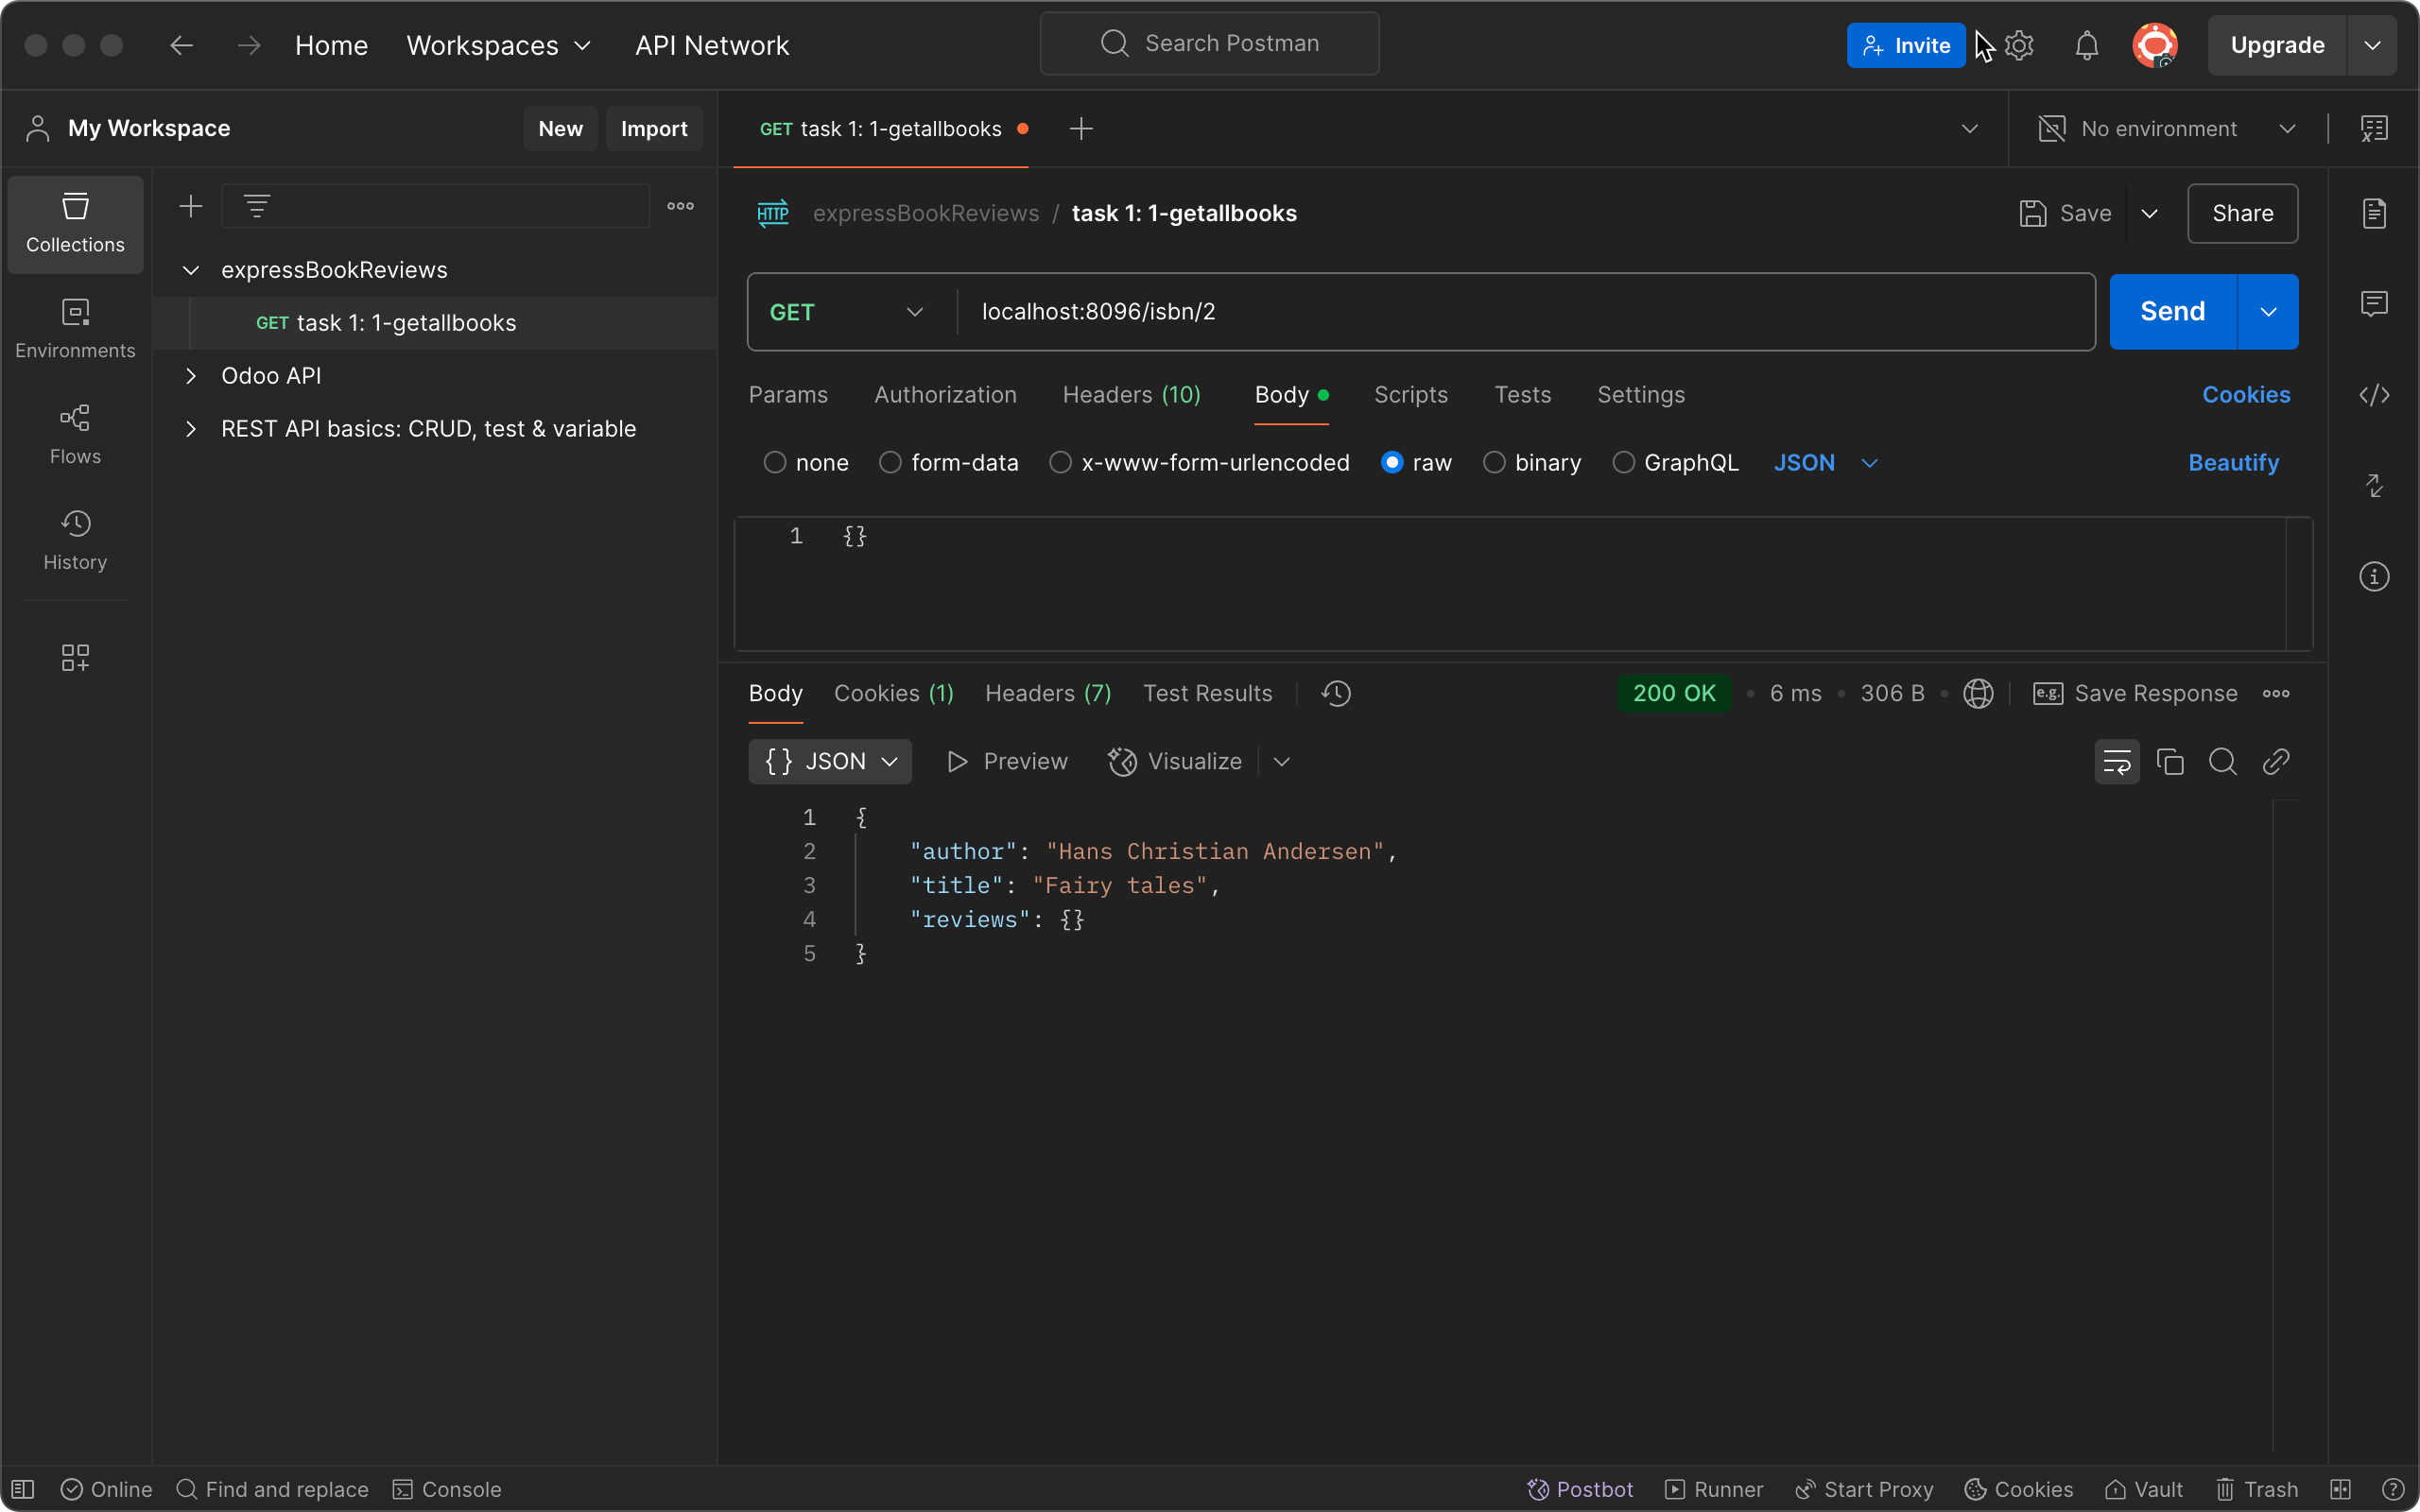 Home Workspaces API Network Search Postman Invite Upgrade
My Workspace New Import GET task 1: 1-getallbooks No environment
Collections
Environments
Flows
History
expressBookReviews
GET task 1: 1-getallbooks
Odoo API
REST API basics: CRUD, test & variable
HTTP expressBookReviews / task 1: 1-getallbooks Save Share
GET localhost:8096/isbn/2 Send
Params Authorization Headers (10) Body Scripts Tests Settings Cookies
none form-data x-www-form-urlencoded raw binary GraphQL JSON Beautify
1 {}
Body Cookies (1) Headers (7) Test Results 200 OK • 6 ms • 306 B • e.g. Save Response
{} JSON Preview Visualize
1 {
2 "author": "Hans Christian Andersen",
3 "title": "Fairy tales",
4 "reviews": {}
5 }
Online Find and replace Console Postbot Runner Start Proxy Cookies Vault Trash